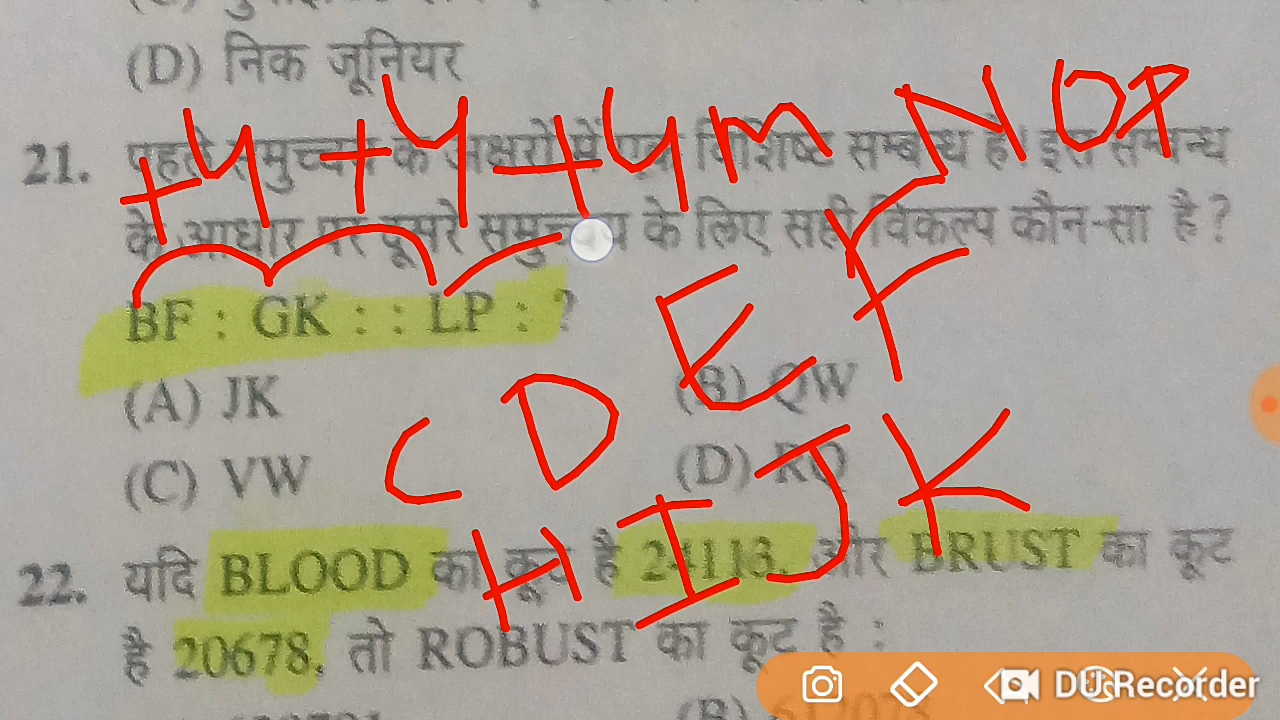 (D) निक जूनियर
+4 +4 +4 m N O P
21. पहले समुच्चय के अक्षरों में एक विशिष्ट सम्बन्ध है। इस सम्बन्ध
के आधार पर दूसरे समुच्चय के लिए सही विकल्प कौन-सा है ?
BF : GK : : LP : ?
(A) JK (B) QW
C D E F
(C) VW (D) RQ
H I J K
22. यदि BLOOD का कूट है 24113, और BRUST का कूट
है 20678, तो ROBUST का कूट है :
DU Recorder